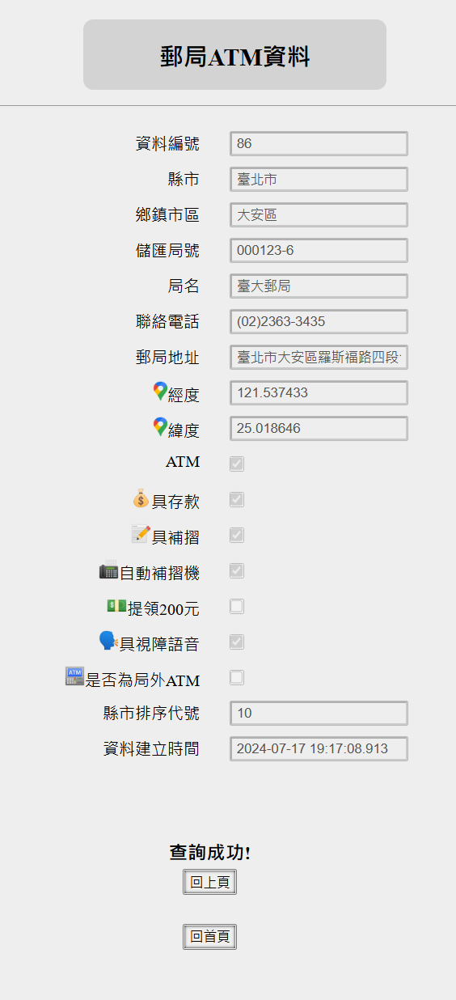 郵局ATM資料
資料編號 86
縣市 臺北市
鄉鎮市區 大安區
儲匯局號 000123-6
局名 臺大郵局
聯絡電話 (02)2363-3435
郵局地址 臺北市大安區羅斯福路四段
經度 121.537433
緯度 25.018646
ATM
具存款
具補摺
自動補摺機
提領200元
具視障語音
ATM
是否為局外ATM
縣市排序代號 10
資料建立時間 2024-07-17 19:17:08.913
查詢成功!
回上頁
回首頁